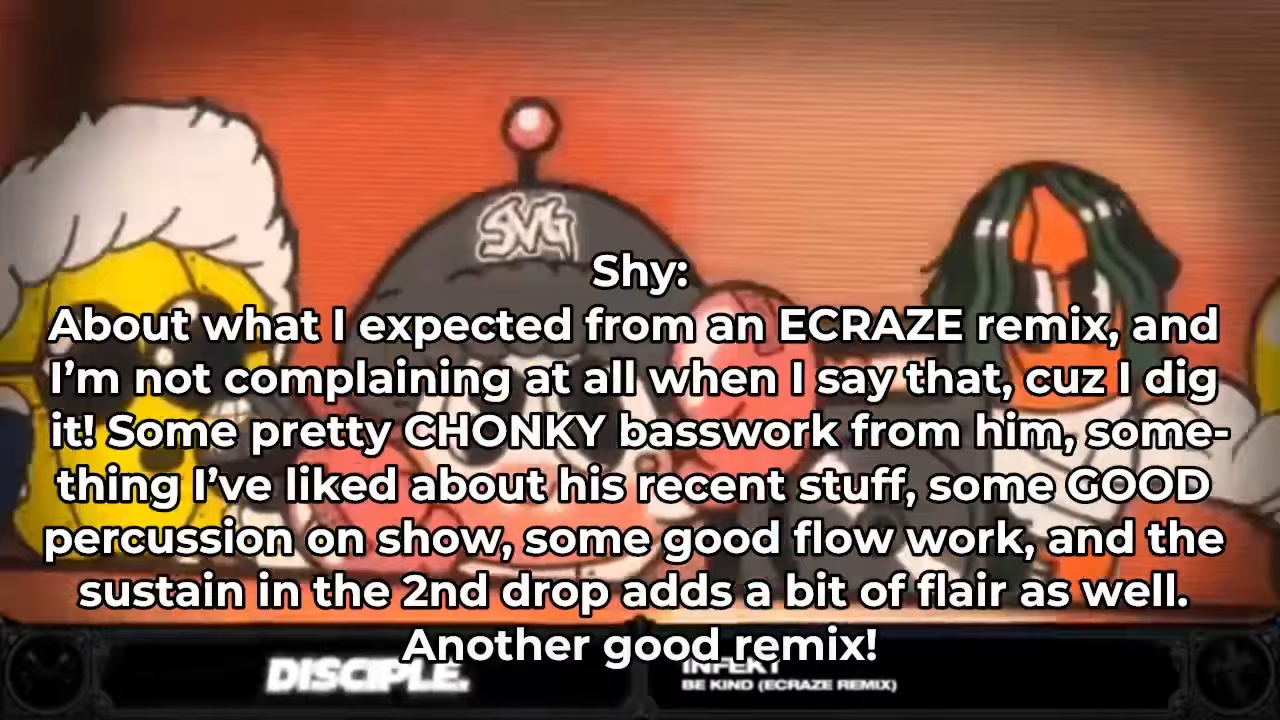 SVG
Shy:
About what I expected from an ECRAZE remix, and
I'm not complaining at all when I say that, cuz I dig
it! Some pretty CHONKY basswork from him, some-
thing I've liked about his recent stuff, some GOOD
percussion on show, some good flow work, and the
sustain in the 2nd drop adds a bit of flair as well.
Another good remix!
DISCIPLE.
INFEKT
BE KIND (ECRAZE REMIX)